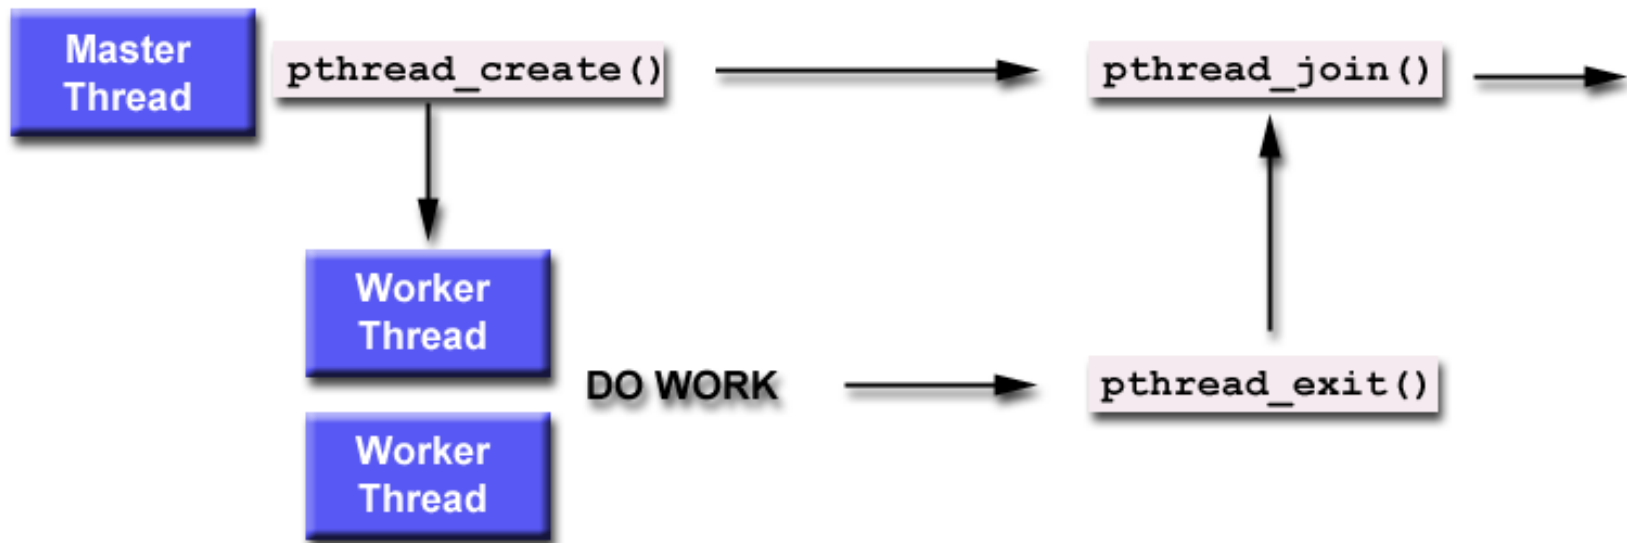 Master
Thread
pthread_create()
pthread_join()
Worker
Thread
DO WORK
pthread_exit()
Worker
Thread